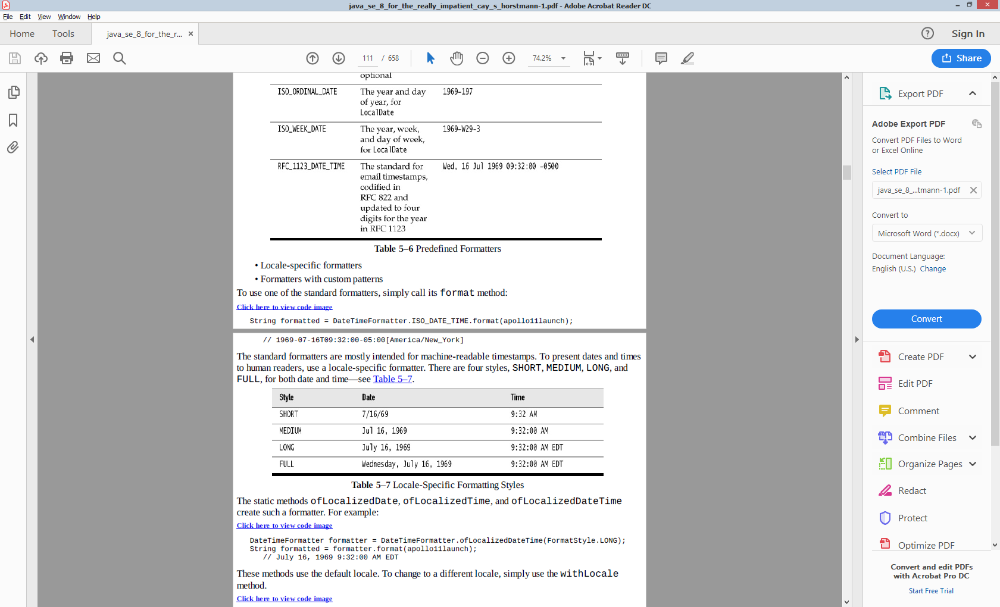 java_se_8_for_the_really_impatient_cay_s_horstmann-1.pdf - Adobe Acrobat Reader DC
File Edit View Window Help
Home Tools java_se_8_for_the_r... ×
Sign In
111 / 658
74.2%
Share
optional
ISO_ORDINAL_DATE The year and day 1969-197
of year, for
LocalDate
ISO_WEEK_DATE The year, week, 1969-W29-3
and day of week,
for LocalDate
RFC_1123_DATE_TIME The standard for Wed, 16 Jul 1969 09:32:00 -0500
email timestamps,
codified in
RFC 822 and
updated to four
digits for the year
in RFC 1123
Table 5–6 Predefined Formatters
• Locale-specific formatters
• Formatters with custom patterns
To use one of the standard formatters, simply call its format method:
Click here to view code image
String formatted = DateTimeFormatter.ISO_DATE_TIME.format(apollo11launch);
// 1969-07-16T09:32:00-05:00[America/New_York]
The standard formatters are mostly intended for machine-readable timestamps. To present dates and times
to human readers, use a locale-specific formatter. There are four styles, SHORT, MEDIUM, LONG, and
FULL, for both date and time—see Table 5–7.
Style Date Time
SHORT 7/16/69 9:32 AM
MEDIUM Jul 16, 1969 9:32:00 AM
LONG July 16, 1969 9:32:00 AM EDT
FULL Wednesday, July 16, 1969 9:32:00 AM EDT
Table 5–7 Locale-Specific Formatting Styles
The static methods ofLocalizedDate, ofLocalizedTime, and ofLocalizedDateTime
create such a formatter. For example:
Click here to view code image
DateTimeFormatter formatter = DateTimeFormatter.ofLocalizedDateTime(FormatStyle.LONG);
String formatted = formatter.format(apollo11launch);
// July 16, 1969 9:32:00 AM EDT
These methods use the default locale. To change to a different locale, simply use the withLocale
method.
Click here to view code image
Export PDF
Adobe Export PDF
Convert PDF Files to Word
or Excel Online
Select PDF File
java_se_8_...tmann-1.pdf
Convert to
Microsoft Word (*.docx)
Document Language:
English (U.S.) Change
Convert
Create PDF
Edit PDF
Comment
Combine Files
Organize Pages
Redact
Protect
Optimize PDF
Convert and edit PDFs
with Acrobat Pro DC
Start Free Trial